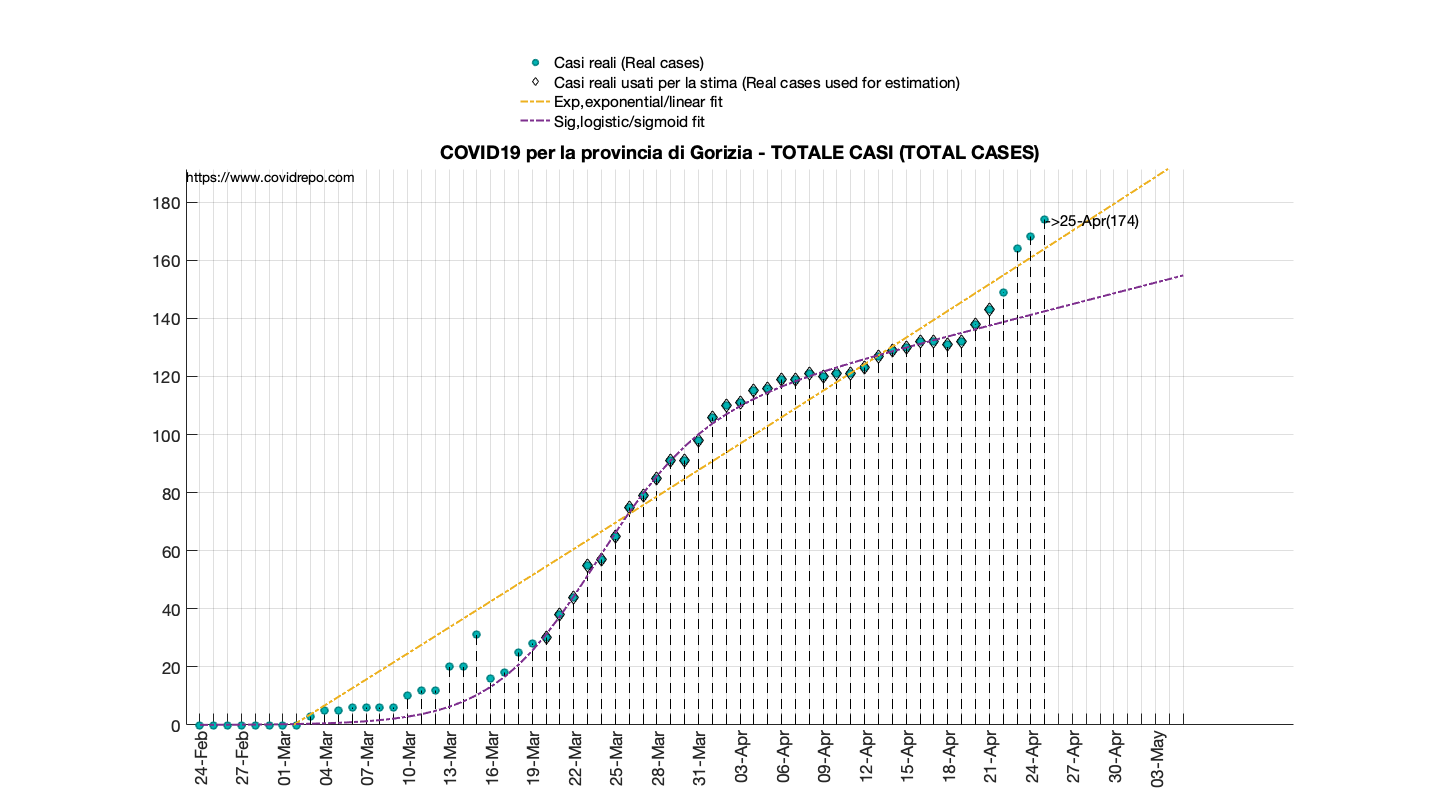 Casi reali (Real cases)
Casi reali usati per la stima (Real cases used for estimation)
Exp,exponential/linear fit
Sig,logistic/sigmoid fit
COVID19 per la provincia di Gorizia - TOTALE CASI (TOTAL CASES)
https://www.covidrepo.com
180
160
140
120
100
80
60
40
20
0
->25-Apr(174)
24-Feb
27-Feb
01-Mar
04-Mar
07-Mar
10-Mar
13-Mar
16-Mar
19-Mar
22-Mar
25-Mar
28-Mar
31-Mar
03-Apr
06-Apr
09-Apr
12-Apr
15-Apr
18-Apr
21-Apr
24-Apr
27-Apr
30-Apr
03-May